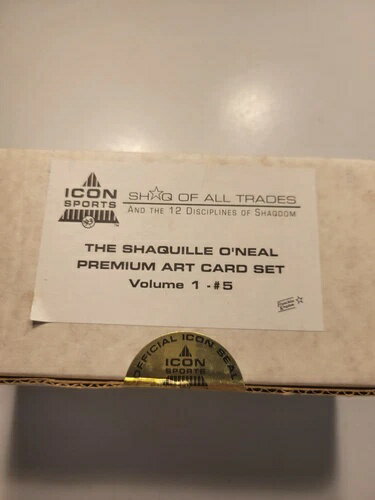 ICON
SPORTS
SH☆Q OF ALL TRADES
AND THE 12 DISCIPLINES OF SHAQDOM
THE SHAQUILLE O'NEAL
PREMIUM ART CARD SET
Volume 1 - #5
OFFICIAL ICON SEAL
ICON
SPORTS